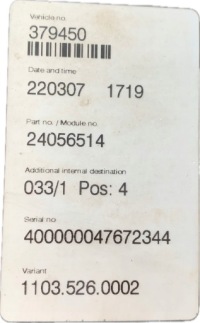 Vehicle no.
379450
Date and time
220307 1719
Part no. / Module no.
24056514
Additional internal destination
033/1 Pos: 4
Serial no
400000047672344
Variant
1103.526.0002